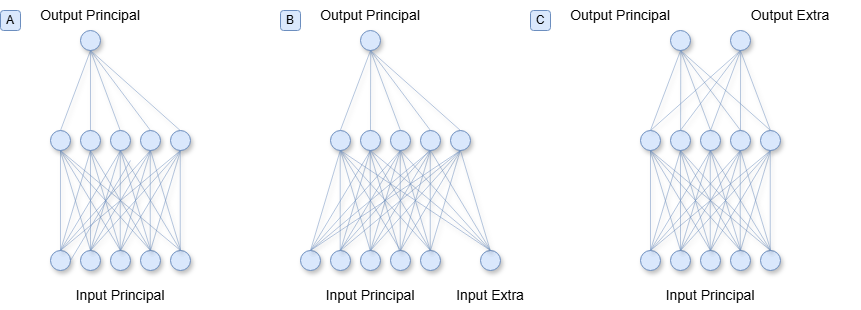 A
Output Principal
Input Principal
B
Output Principal
Input Principal
Input Extra
C
Output Principal
Output Extra
Input Principal